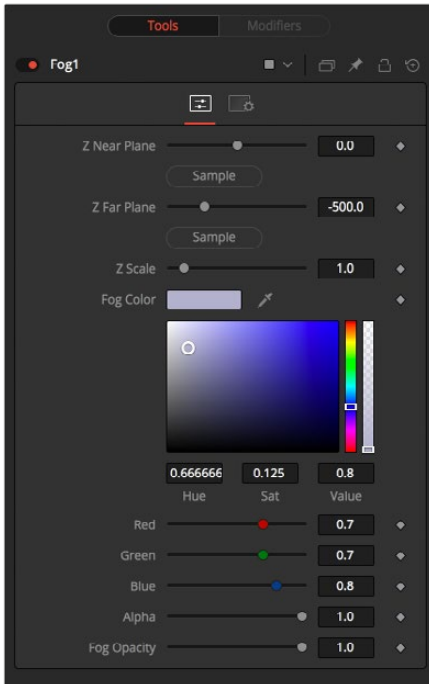 Tools Modifiers
Fog1
Z Near Plane 0.0
Sample
Z Far Plane -500.0
Sample
Z Scale 1.0
Fog Color
0.666666 0.125 0.8
Hue Sat Value
Red 0.7
Green 0.7
Blue 0.8
Alpha 1.0
Fog Opacity 1.0